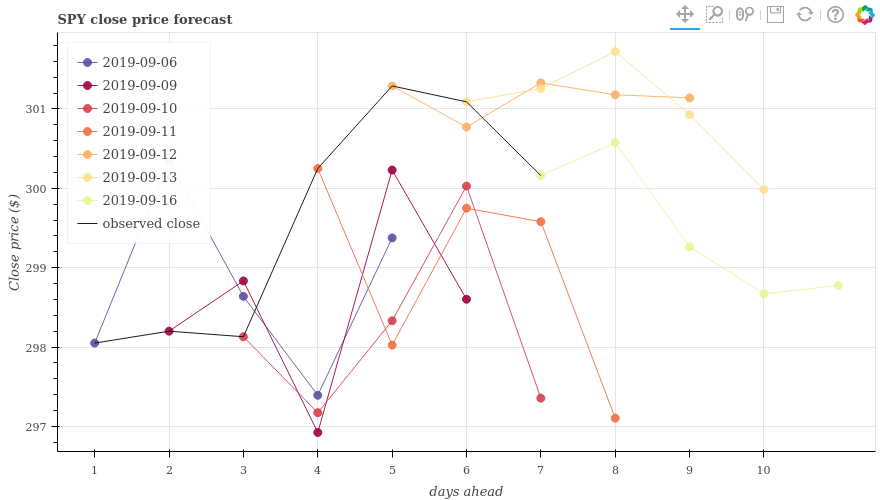 SPY close price forecast
2019-09-06
2019-09-09
2019-09-10
2019-09-11
2019-09-12
2019-09-13
2019-09-16
observed close
Close price ($)
301
300
299
298
297
1 2 3 4 5 6 7 8 9 10
days ahead